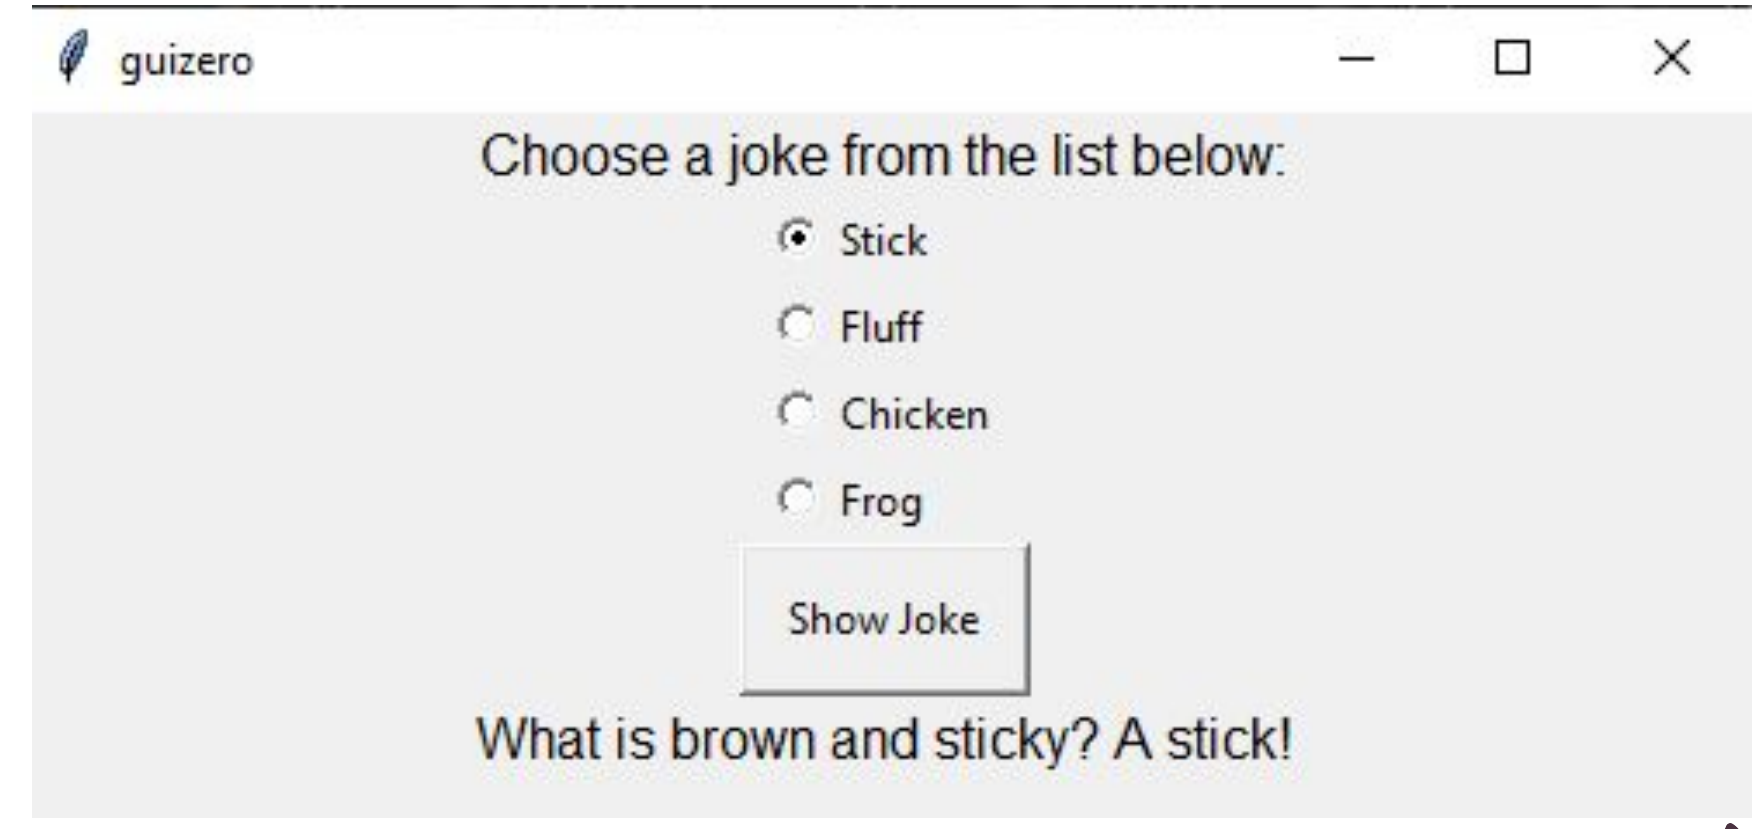 guizero
Choose a joke from the list below:
Stick
Fluff
Chicken
Frog
Show Joke
What is brown and sticky? A stick!